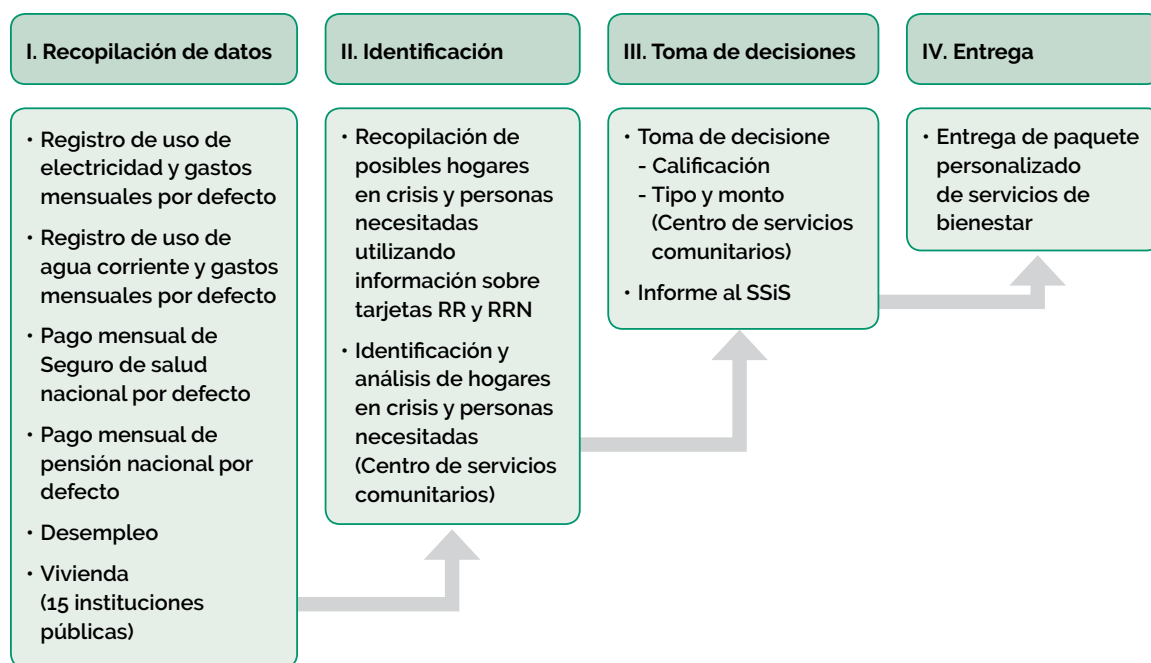 I. Recopilación de datos
• Registro de uso de
electricidad y gastos
mensuales por defecto
• Registro de uso de
agua corriente y gastos
mensuales por defecto
• Pago mensual de
Seguro de salud
nacional por defecto
• Pago mensual de
pensión nacional por
defecto
• Desempleo
• Vivienda
(15 instituciones
públicas)
II. Identificación
• Recopilación de
posibles hogares
en crisis y personas
necesitadas
utilizando
información sobre
tarjetas RR y RRN
• Identificación y
análisis de hogares
en crisis y personas
necesitadas
(Centro de servicios
comunitarios)
III. Toma de decisiones
• Toma de decisione
- Calificación
- Tipo y monto
(Centro de servicios
comunitarios)
• Informe al SSiS
IV. Entrega
• Entrega de paquete
personalizado
de servicios de
bienestar